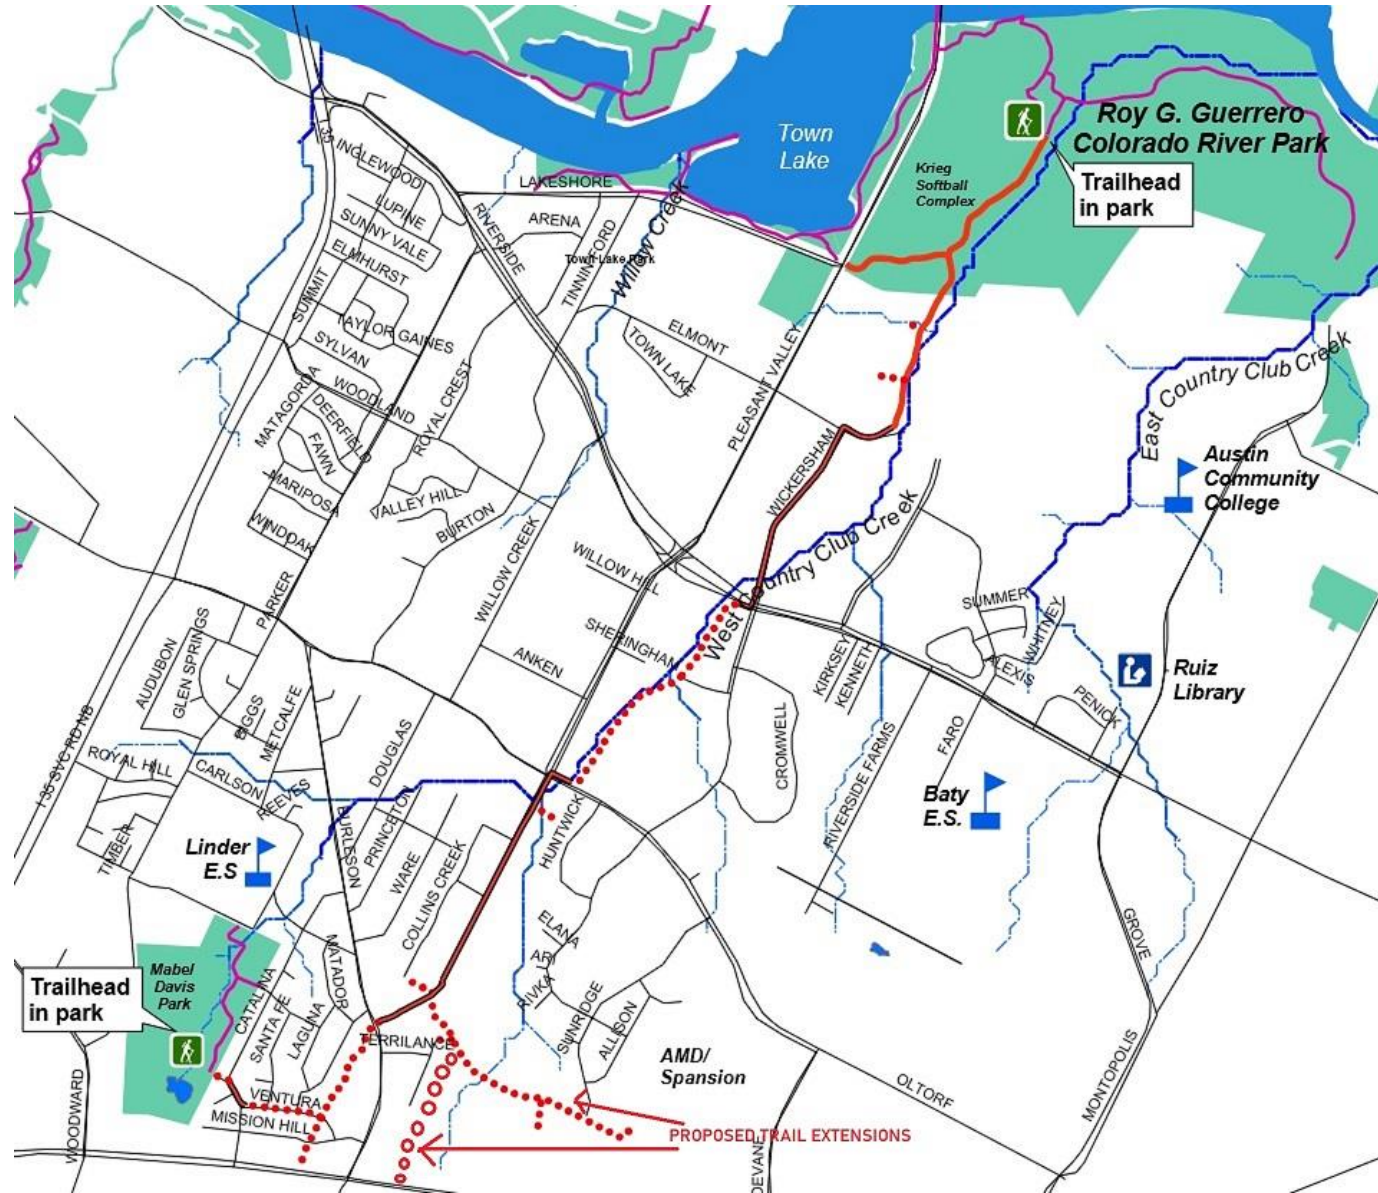 Town
Lake
Roy G. Guerrero
Colorado River Park
Krieg
Softball
Complex
Trailhead
in park
I 35
INGLEWOOD
LUPINE
SUNNY VALE
ELMHURST
SUMMIT
TAYLOR GAINES
SYLVAN
WOODLAND
MATAGORDA
DEERFIELD
FAWN
MARIPOSA
WINDOAK
PARKER
LAKESHORE
RIVERSIDE
ARENA
TINNIN FORD
Town Lake Park
Willow Creek
ELMONT
TOWN LAKE
PLEASANT VALLEY
ROYAL CREST
VALLEY HILL
BURTON
WILLOW CREEK
WICKERSHAM
WILLOW HILL
SHERINGHAM
ANKEN
West Country Club Creek
East Country Club Creek
Austin
Community
College
SUMMER
WHITNEY
ALEXIS
PENICK
KIRKSEY
KENNETH
Ruiz
Library
CROMWELL
RIVERSIDE FARMS
FARO
Baty
E.S.
AUDUBON
GLEN SPRINGS
BIGGS
METCALFE
I 35 SVC RD NB
ROYAL HILL
CARLSON
REEVES
TIMBER
DOUGLAS
BURLESON
PRINCETON
WARE
COLLINS CREEK
HUNTWICK
Linder
E.S
ELANA
ARJ
RIVKA
SUNRIDGE
ALLISON
GROVE
MONTOPOLIS
Trailhead
in park
Mabel
Davis
Park
CATALINA
SANTA FE
LAGUNA
MATADOR
TERRILANCE
VENTURA
MISSION HILL
WOODWARD
AMD/
Spansion
OLTORF
PROPOSED TRAIL EXTENSIONS
DEVANE